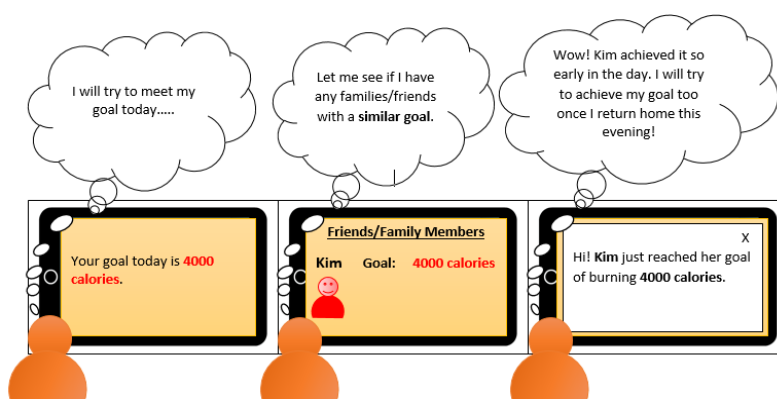 I will try to meet my
goal today.....
Let me see if I have
any families/friends
with a similar goal.
Wow! Kim achieved it so
early in the day. I will try
to achieve my goal too
once I return home this
evening!
Your goal today is 4000
calories.
Friends/Family Members
Kim Goal: 4000 calories
X
Hi! Kim just reached her goal
of burning 4000 calories.